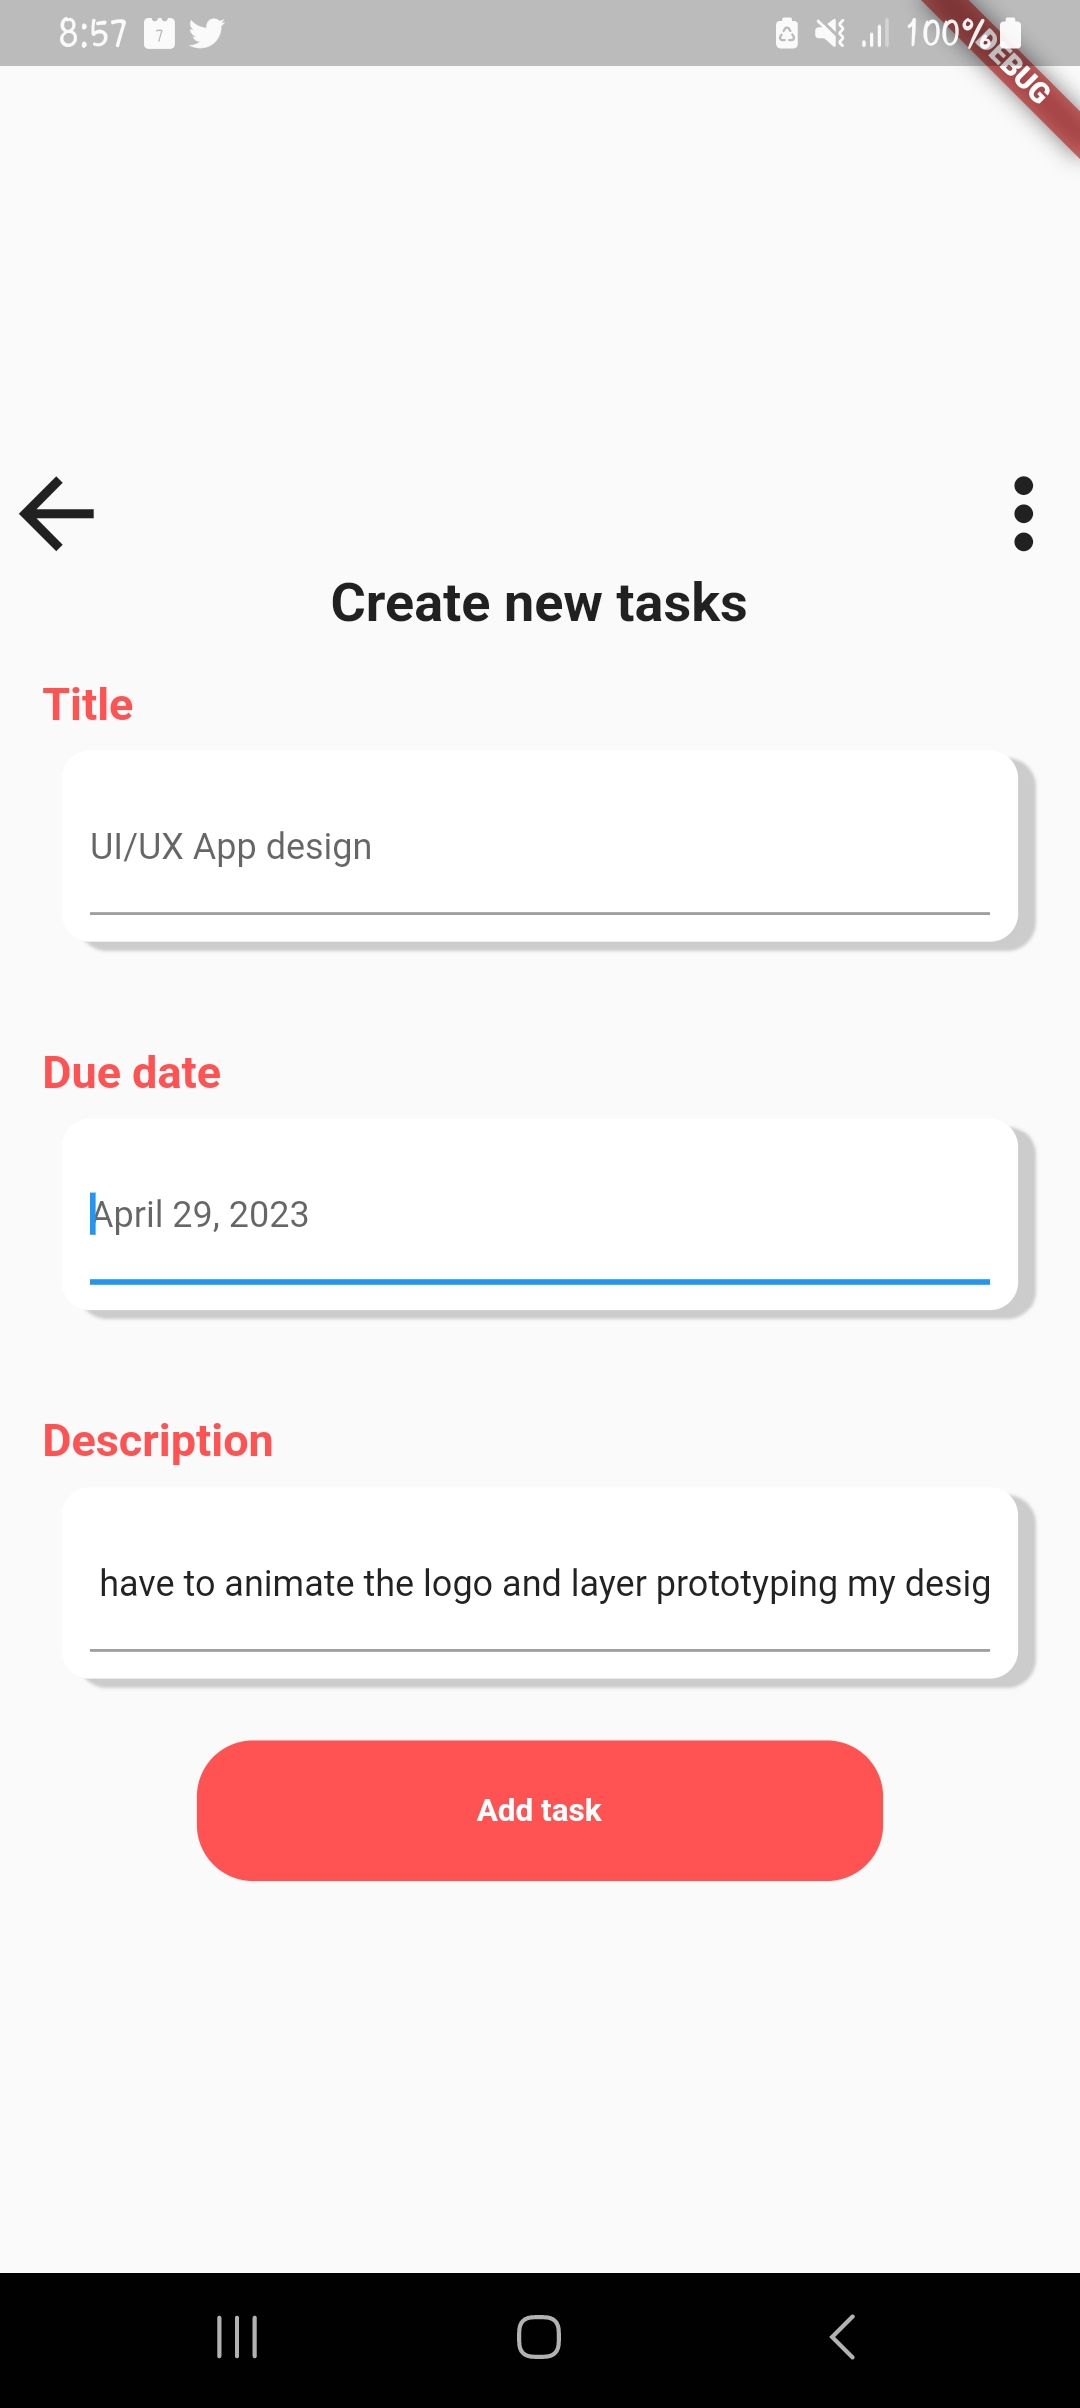 8:57 7 100%
DEBUG
Create new tasks
Title
UI/UX App design
Due date
April 29, 2023
Description
have to animate the logo and layer prototyping my desig
Add task